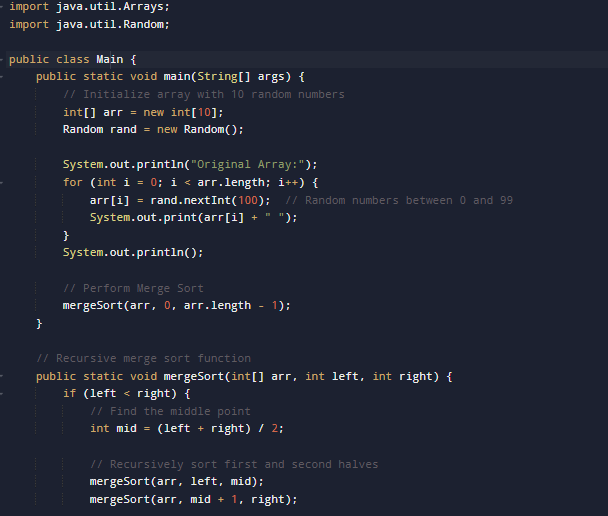 import java.util.Arrays;
import java.util.Random;
public class Main {
public static void main(String[] args) {
// Initialize array with 10 random numbers
int[] arr = new int[10];
Random rand = new Random();
System.out.println("Original Array:");
for (int i = 0; i < arr.length; i++) {
arr[i] = rand.nextInt(100);  // Random numbers between 0 and 99
System.out.print(arr[i] + " ");
}
System.out.println();
// Perform Merge Sort
mergeSort(arr, 0, arr.length - 1);
}
// Recursive merge sort function
public static void mergeSort(int[] arr, int left, int right) {
if (left < right) {
// Find the middle point
int mid = (left + right) / 2;
// Recursively sort first and second halves
mergeSort(arr, left, mid);
mergeSort(arr, mid + 1, right);